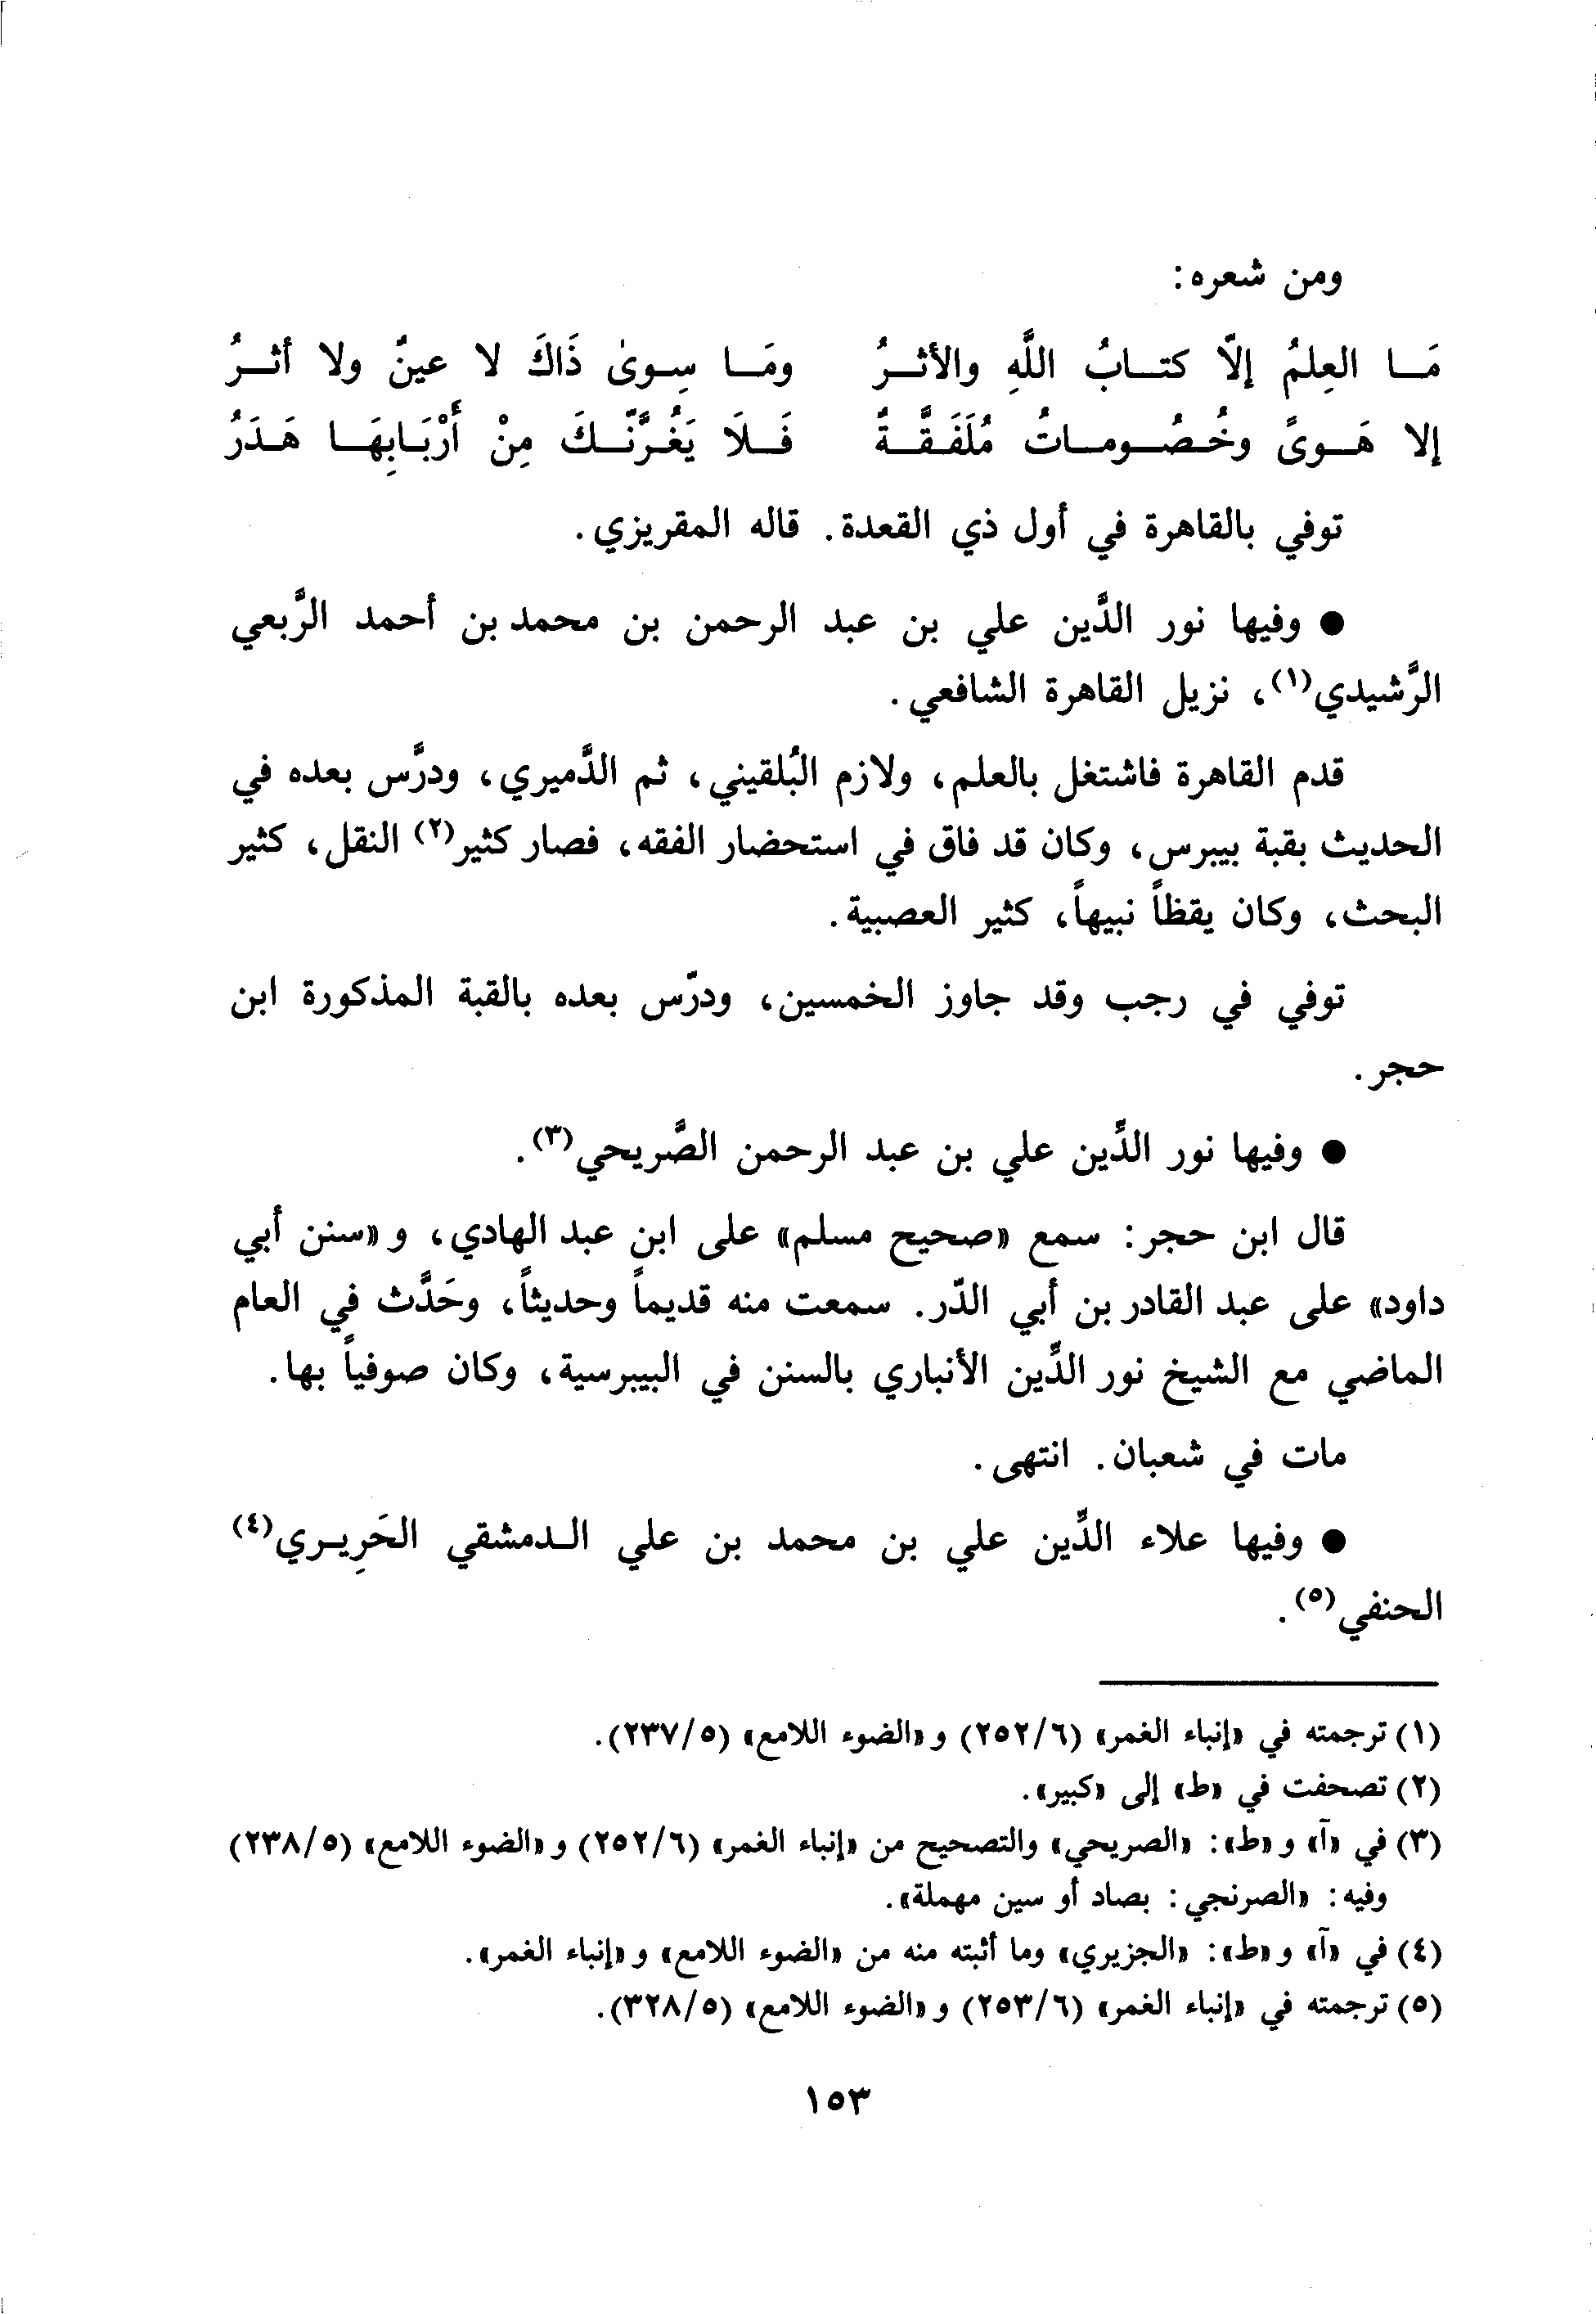 ومن شعره:
مَـا العِلمُ إلّا كتـابُ اللَّهِ والأثـرُ ومَـا سِـوىٰ ذَاكَ لا عينٌ ولا أثـرُ
إلا هَـوىً وخُـصُـومـاتُ مُلَفَـقَّـةٌ فَـلَا يَغُـرَّنّـكَ مِنْ أَرْبَـابِهَـا هَـدَرُ
توفي بالقاهرة في أول ذي القعدة. قاله المقريزي.
● وفيها نور الدَّين علي بن عبد الرحمن بن محمد بن أحمد الرَّبعي
الرَّشيدي(١)، نزيل القاهرة الشافعي.
قدم القاهرة فاشتغل بالعلم، ولازم البُلقيني، ثم الدَّميري، ودرَّس بعده في
الحديث بقبة بيبرس، وكان قد فاق في استحضار الفقه، فصار كثير(٢) النقل، كثير
البحث، وكان يقظاً نبيهاً، كثير العصبية.
توفي في رجب وقد جاوز الخمسين، ودرّس بعده بالقبة المذكورة ابن
حجر.
● وفيها نور الدِّين علي بن عبد الرحمن الصَّريحي(٣).
قال ابن حجر: سمع «صحيح مسلم» على ابن عبد الهادي، و«سنن أبي
داود» على عبد القادر بن أبي الدّر. سمعت منه قديماً وحديثاً، وحَدَّث في العام
الماضي مع الشيخ نور الدِّين الأنباري بالسنن في البيبرسية، وكان صوفياً بها.
مات في شعبان. انتهى.
● وفيها علاء الدِّين علي بن محمد بن علي الـدمشقي الحَرِيـري(٤)
الحنفي(٥).
(١) ترجمته في «إنباء الغمر» (٢٥٢/٦) و«الضوء اللامع» (٢٣٧/٥).
(٢) تصحفت في «ط» إلى «كبير».
(٣) في «آ» و«ط»: «الصريحي» والتصحيح من «إنباء الغمر» (٢٥٢/٦) و«الضوء اللامع» (٢٣٨/٥)
وفيه: «الصرنجي: بصاد أو سين مهملة».
(٤) في «آ» و«ط»: «الجزيري» وما أثبته منه من «الضوء اللامع» و«إنباء الغمر».
(٥) ترجمته في «إنباء الغمر» (٢٥٣/٦) و«الضوء اللامع» (٣٢٨/٥).
١٥٣